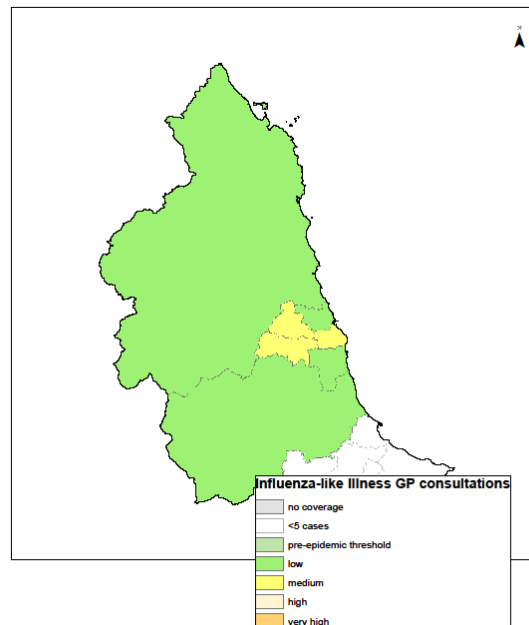 Influenza-like Illness GP consultations
no coverage
<5 cases
pre-epidemic threshold
low
medium
high
very high